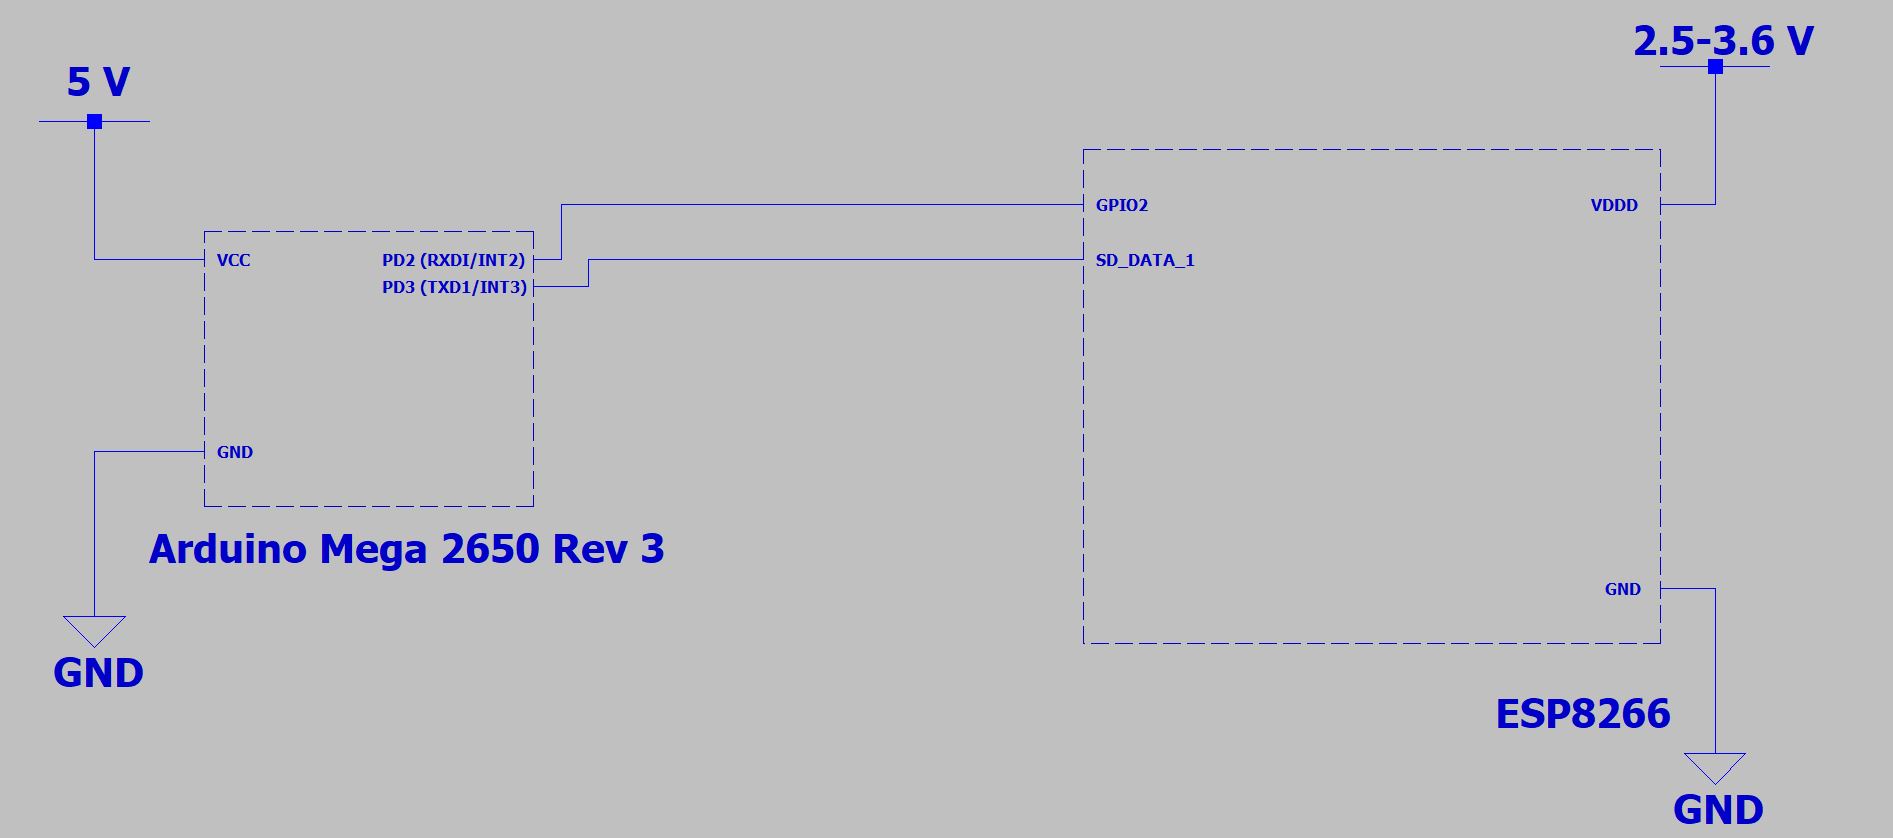 2.5-3.6 V
5 V
GPIO2
VDDD
VCC
PD2 (RXDI/INT2)
SD_DATA_1
PD3 (TXD1/INT3)
GND
Arduino Mega 2650 Rev 3
GND
GND
ESP8266
GND